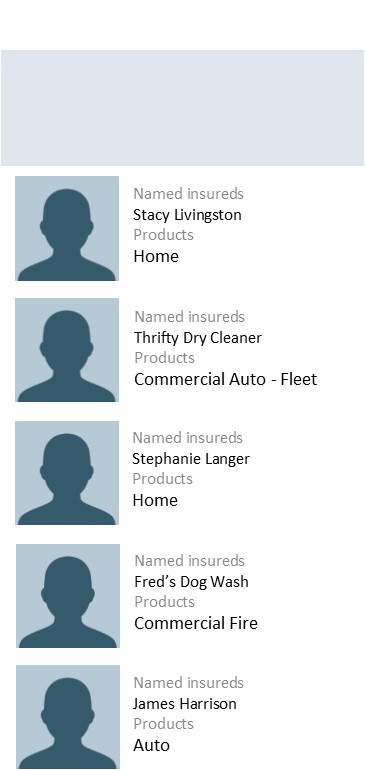 Named insureds
Stacy Livingston
Products
Home
Named insureds
Thrifty Dry Cleaner
Products
Commercial Auto - Fleet
Named insureds
Stephanie Langer
Products
Home
Named insureds
Fred’s Dog Wash
Products
Commercial Fire
Named insureds
James Harrison
Products
Auto